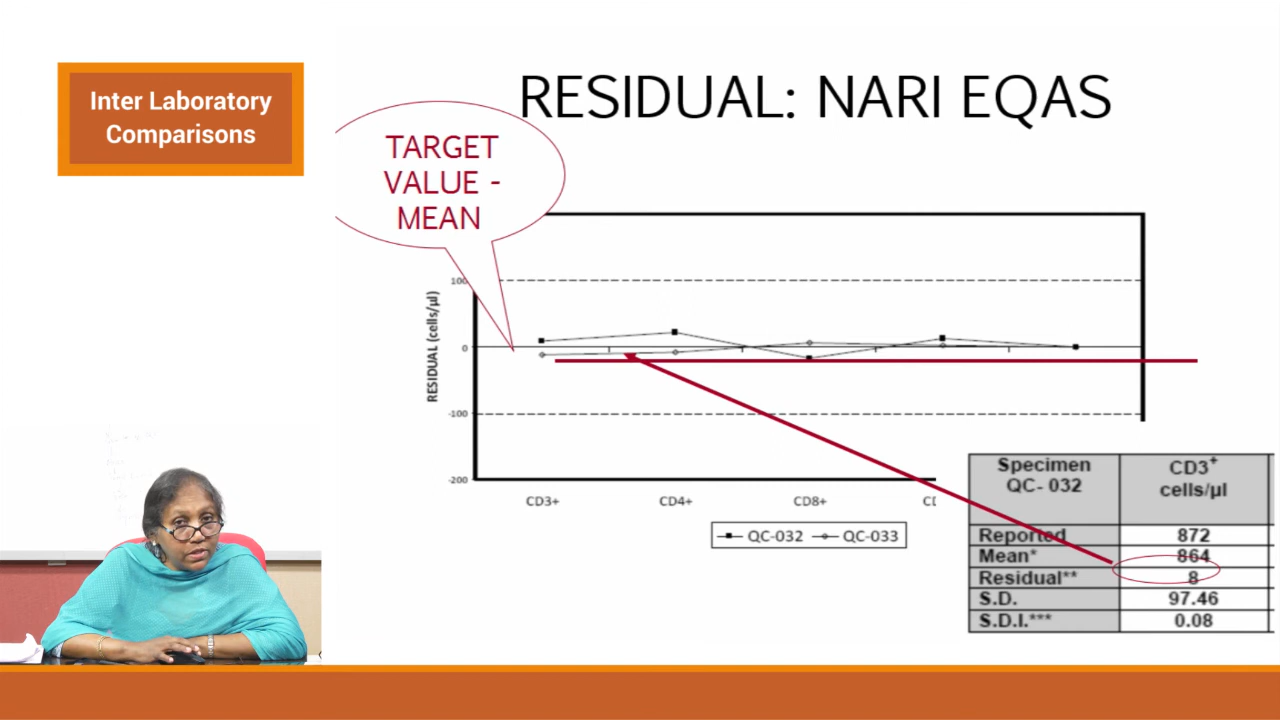 Inter Laboratory
Comparisons
RESIDUAL: NARI EQAS
TARGET
VALUE -
MEAN
RESIDUAL (cells/µl)
100
0
-100
-200
CD3+ CD4+ CD8+
QC-032 QC-033
Specimen
QC- 032
CD3+
cells/µl
Reported 872
Mean* 864
Residual** 8
S.D. 97.46
S.D.I.*** 0.08